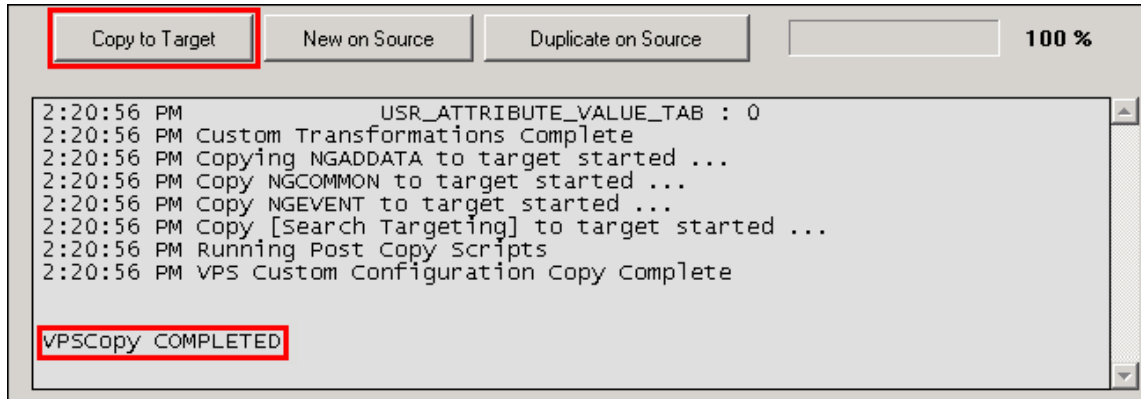 Copy to Target New on Source Duplicate on Source 100 %
2:20:56 PM USR_ATTRIBUTE_VALUE_TAB : 0
2:20:56 PM Custom Transformations Complete
2:20:56 PM Copying NGADDATA to target started ...
2:20:56 PM Copy NGCOMMON to target started ...
2:20:56 PM Copy NGEVENT to target started ...
2:20:56 PM Copy [Search Targeting] to target started ...
2:20:56 PM Running Post Copy Scripts
2:20:56 PM VPS Custom Configuration Copy Complete
VPSCopy COMPLETED